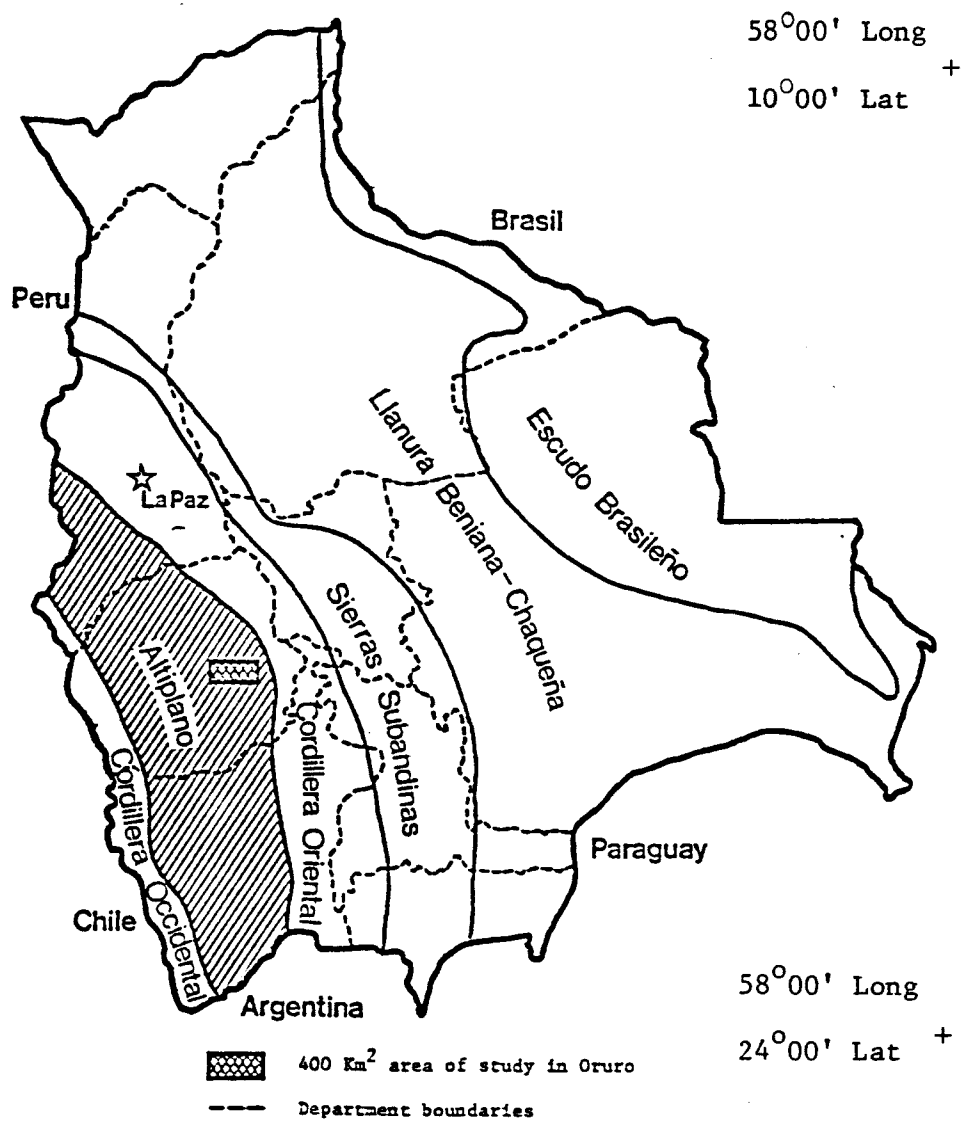 58°00' Long
+
10°00' Lat
Brasil
Peru
Llanura Beniana-Chaqueña
Escudo Brasileño
La Paz
Sierras Subandinas
Altiplano
Cordillera Oriental
Cordillera Occidental
Paraguay
Chile
Argentina
58°00' Long
24°00' Lat +
400 Km² area of study in Oruro
Department boundaries